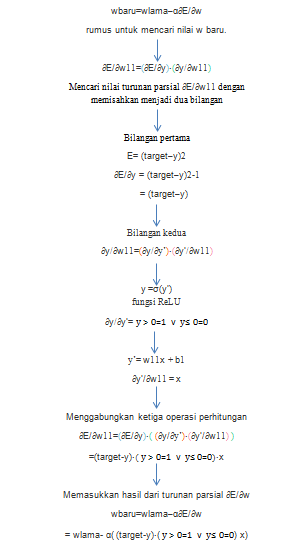 wbaru=wlama–α∂E/∂w
rumus untuk mencari nilai w baru.
∂E/∂w11=(∂E/∂y)·(∂y/∂w11)
Mencari nilai turunan parsial ∂E/∂w11 dengan
memisahkan menjadi dua bilangan
Bilangan pertama
E= (target–y)2
∂E/∂y = (target–y)2-1
= (target–y)
Bilangan kedua
∂y/∂w11=(∂y/∂y’)·(∂y’/∂w11)
y =σ(y’)
fungsi ReLU
∂y/∂y’= y > 0=1 v y≤ 0=0
y’= w11x + b1
∂y’/∂w11 = x
Menggabungkan ketiga operasi perhitungan
∂E/∂w11=(∂E/∂y)·( (∂y/∂y’)·(∂y’/∂w11) )
=(target-y)·( y > 0=1 v y≤ 0=0)·x
Memasukkan hasil dari turunan parsial ∂E/∂w
wbaru=wlama–α∂E/∂w
= wlama- α( (target-y)·( y > 0=1 v y≤ 0=0) x)